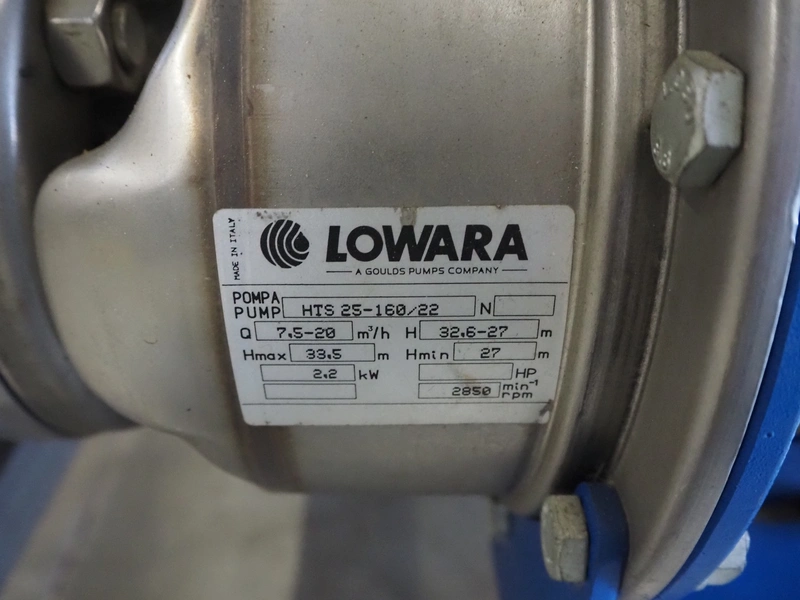 MADE IN ITALY
LOWARA
A GOULDS PUMPS COMPANY
POMPA
PUMP HTS 25-160/22 N
Q 7,5-20 m³/h H 32,6-27 m
Hmax 33,5 m Hmin 27 m
2,2 kW HP
2850 min⁻¹
rpm